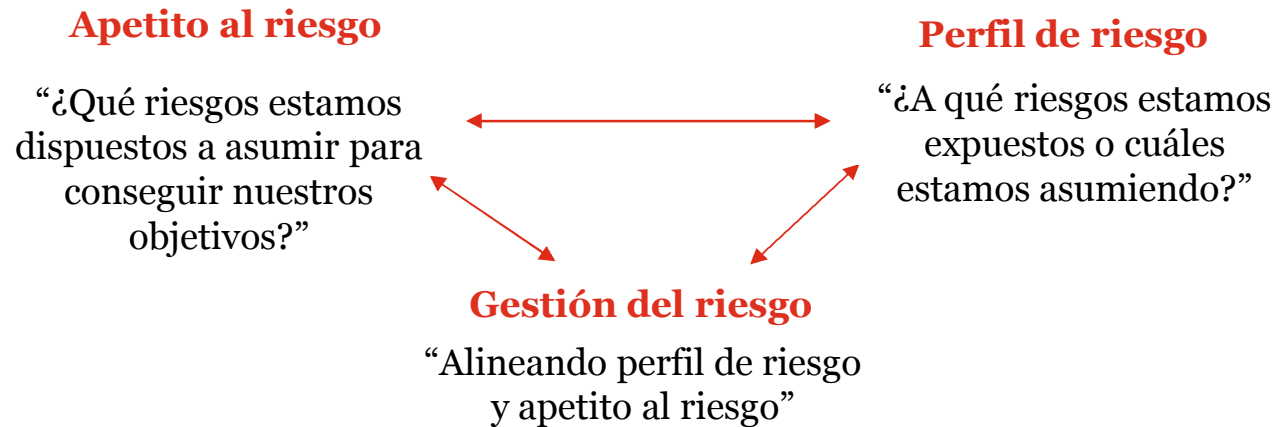 Apetito al riesgo
“¿Qué riesgos estamos
dispuestos a asumir para
conseguir nuestros
objetivos?”
Perfil de riesgo
“¿A qué riesgos estamos
expuestos o cuáles
estamos asumiendo?”
Gestión del riesgo
“Alineando perfil de riesgo
y apetito al riesgo”